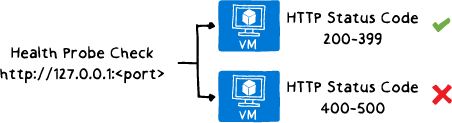 Health Probe Check
http://127.0.0.1:<port>
VM
HTTP Status Code
200-399
VM
HTTP Status Code
400-500